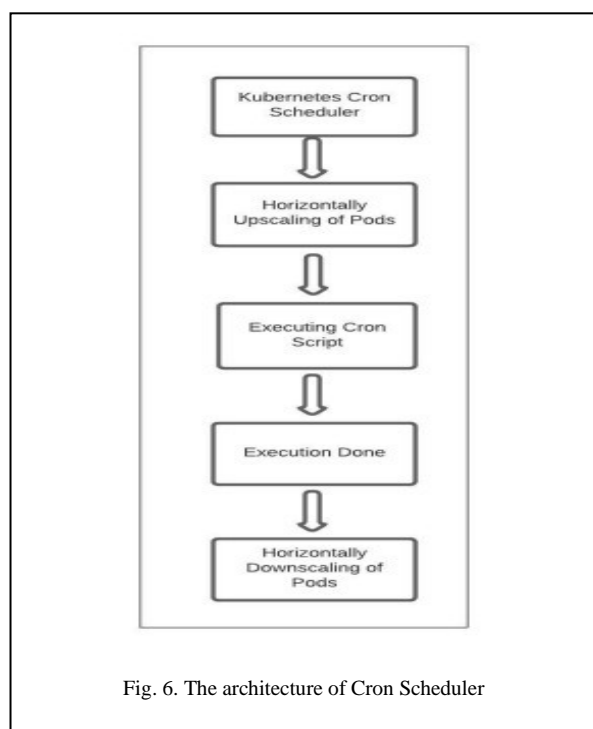 Kubernetes Cron
Scheduler
Horizontally
Upscaling of Pods
Executing Cron
Script
Execution Done
Horizontally
Downscaling of
Pods
Fig. 6. The architecture of Cron Scheduler